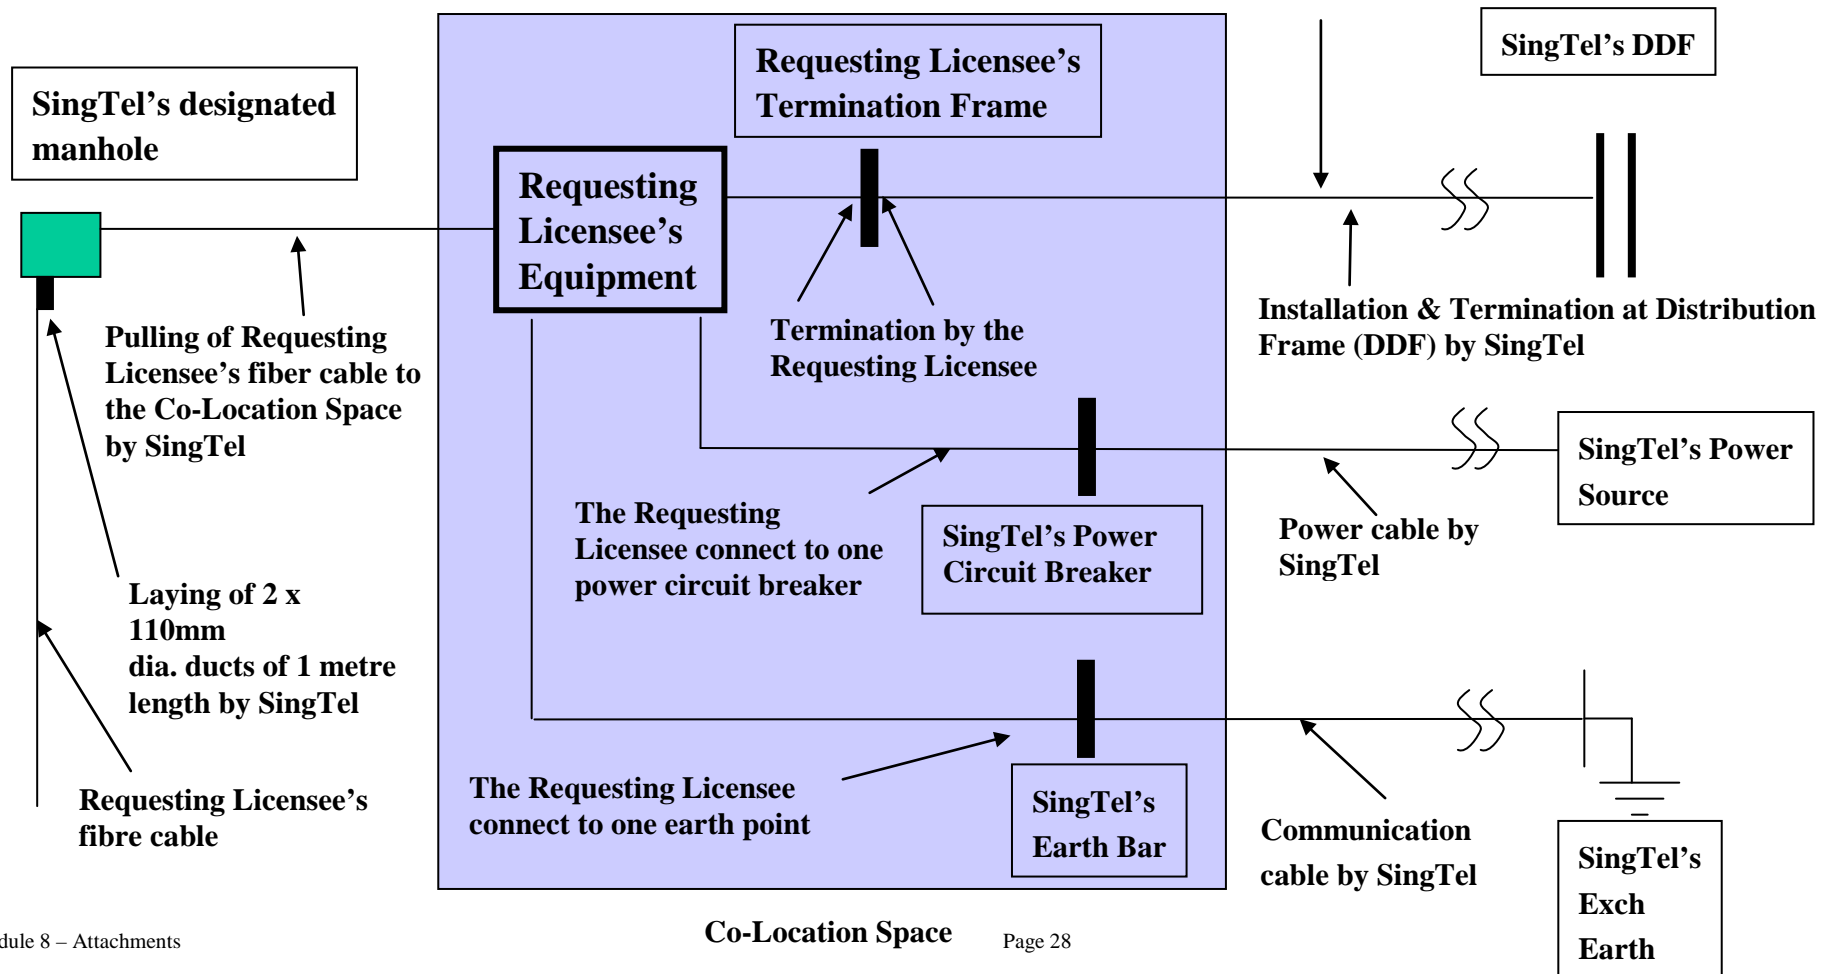 SingTel's designated
manhole
Requesting Licensee's
Termination Frame
SingTel's DDF
Requesting
Licensee's
Equipment
Pulling of Requesting
Licensee's fiber cable to
the Co-Location Space
by SingTel
Termination by the
Requesting Licensee
Installation & Termination at Distribution
Frame (DDF) by SingTel
The Requesting
Licensee connect to one
power circuit breaker
SingTel's Power
Circuit Breaker
Power cable by
SingTel
SingTel's Power
Source
Laying of 2 x
110mm
dia. ducts of 1 metre
length by SingTel
Requesting Licensee's
fibre cable
The Requesting Licensee
connect to one earth point
SingTel's
Earth Bar
Communication
cable by SingTel
SingTel's
Exch
Earth
Co-Location Space
dule 8 – Attachments
Page 28